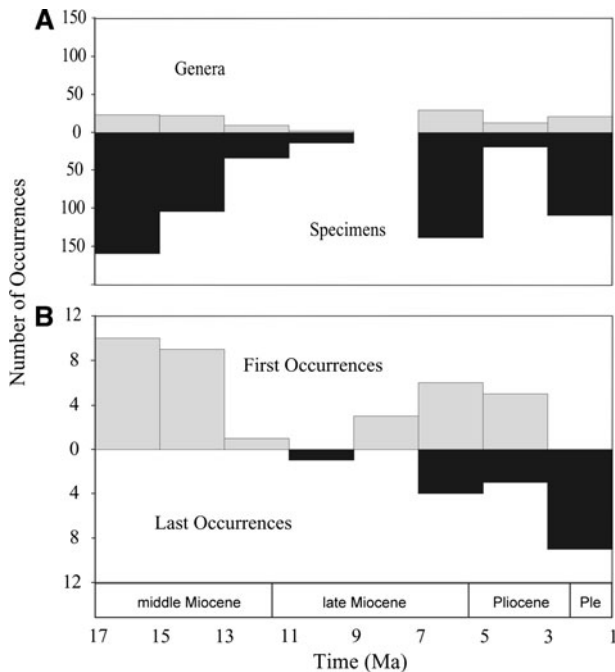 A
150
100
50
0
50
100
150
Genera
Specimens
Number of Occurrences
B
12
8
4
0
4
8
12
First Occurrences
Last Occurrences
middle Miocene
late Miocene
Pliocene
Ple
17 15 13 11 9 7 5 3 1
Time (Ma)